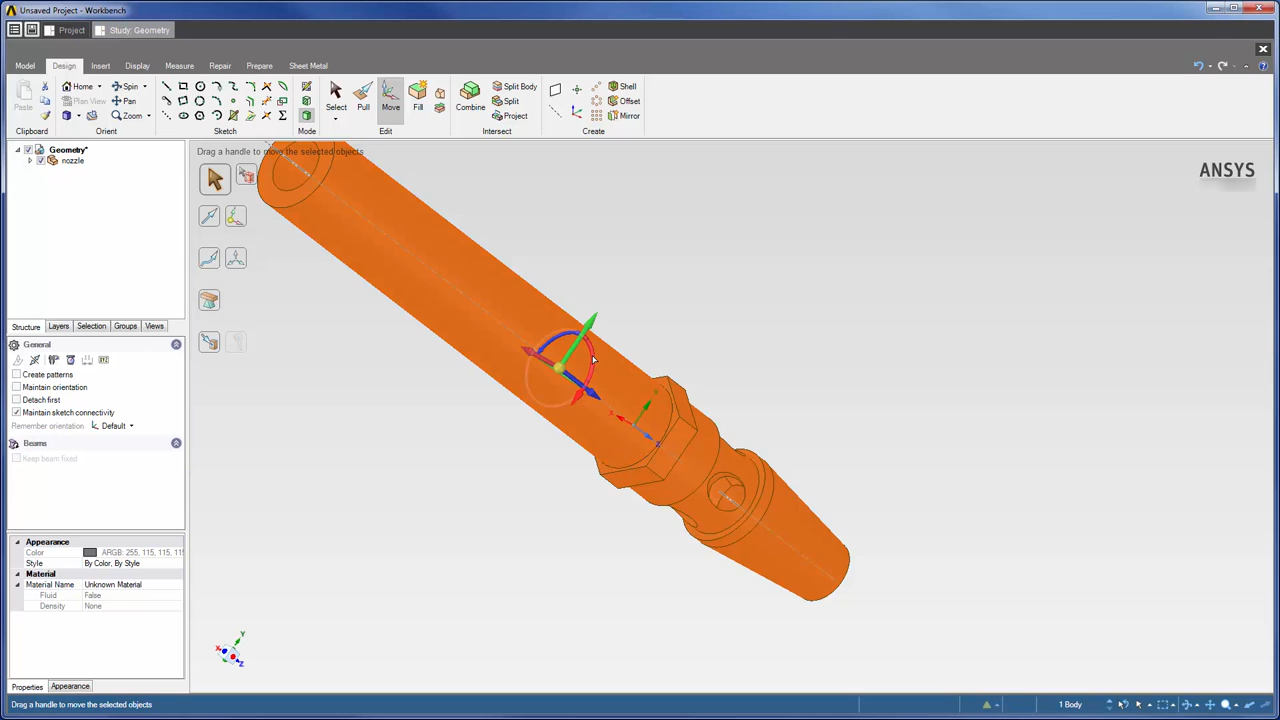 Unsaved Project - Workbench
Project
Study: Geometry
Model
Design
Insert
Display
Measure
Repair
Prepare
Sheet Metal
Paste
Home
Spin
Plan View
Pan
Zoom
Select
Pull
Move
Fill
Combine
Split Body
Split
Project
Shell
Offset
Mirror
Clipboard
Orient
Sketch
Mode
Edit
Intersect
Create
Geometry*
nozzle
Drag a handle to move the selected objects
ANSYS
Structure
Layers
Selection
Groups
Views
General
Create patterns
Maintain orientation
Detach first
Maintain sketch connectivity
Remember orientation
Default
Beams
Keep beam fixed
Appearance
Color
ARGB: 255, 115, 115, 115
Style
By Color, By Style
Material
Material Name
Unknown Material
Fluid
False
Density
None
Z
Y
X
Z
Properties
Appearance
Drag a handle to move the selected objects
1 Body